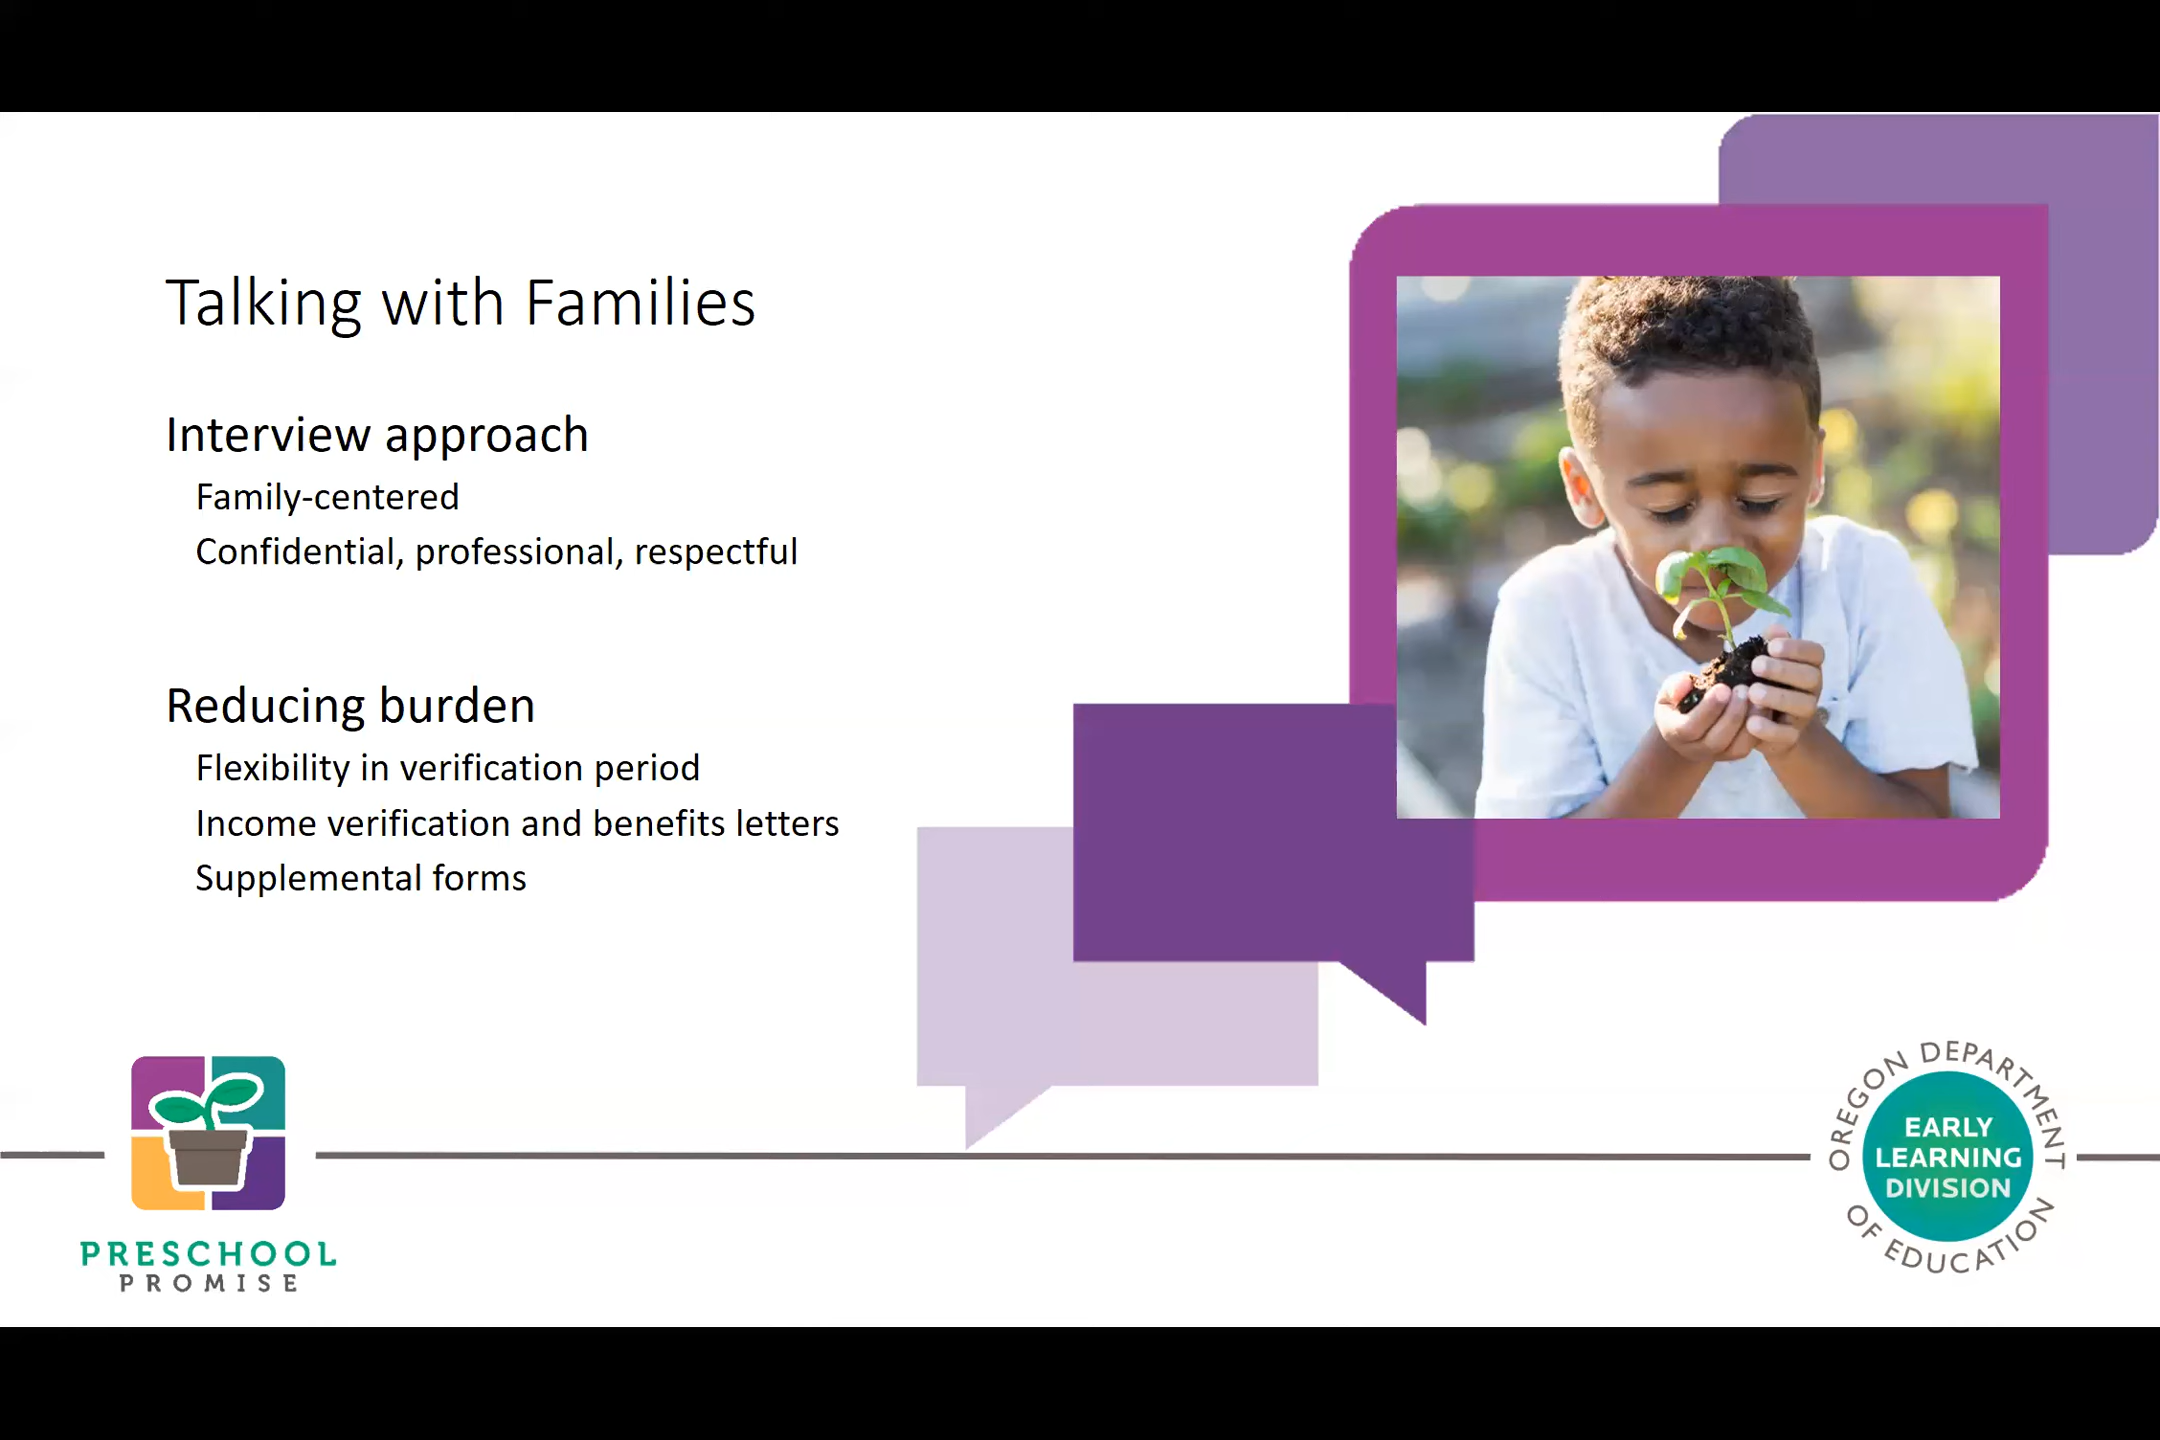 Talking with Families
Interview approach
Family-centered
Confidential, professional, respectful
Reducing burden
Flexibility in verification period
Income verification and benefits letters
Supplemental forms
PRESCHOOL
PROMISE
OREGON DEPARTMENT
OF EDUCATION
EARLY
LEARNING
DIVISION